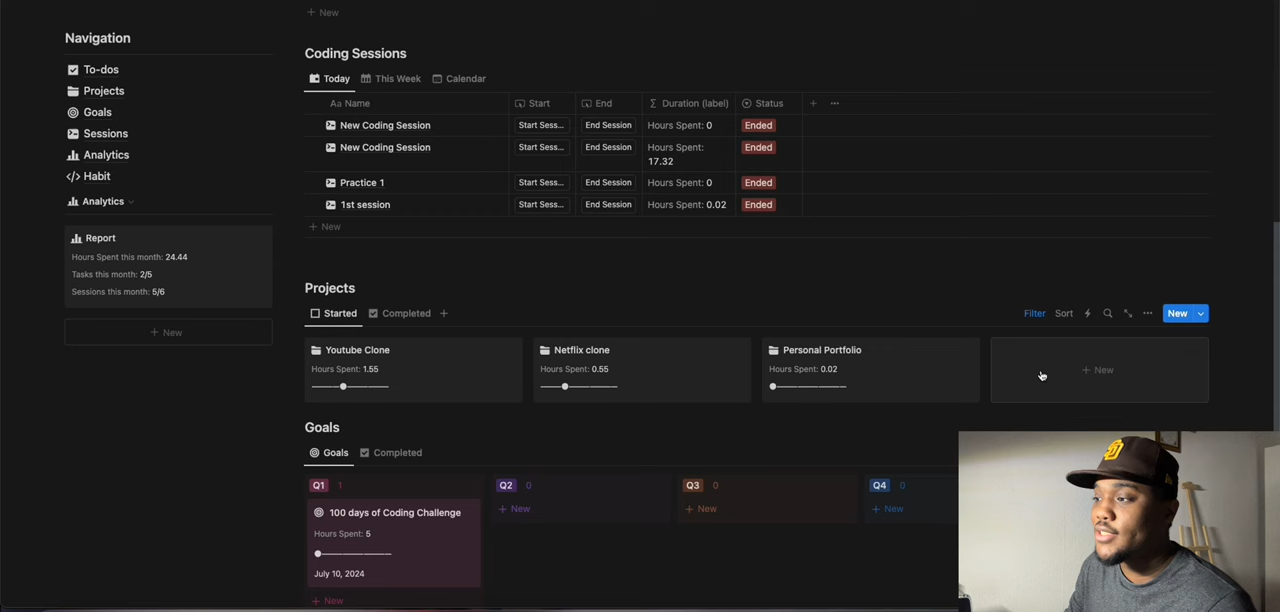 + New
Navigation
To-dos
Projects
Goals
Sessions
Analytics
Habit
Analytics
Report
Hours Spent this month: 24.44
Tasks this month: 2/5
Sessions this month: 5/6
+ New
Coding Sessions
Today This Week Calendar
Aa Name Start End Duration (label) Status + ...
New Coding Session Start Sess... End Session Hours Spent: 0 Ended
New Coding Session Start Sess... End Session Hours Spent: 17.32 Ended
Practice 1 Start Sess... End Session Hours Spent: 0 Ended
1st session Start Sess... End Session Hours Spent: 0.02 Ended
+ New
Projects
Started Completed + Filter Sort ... New
Youtube Clone
Hours Spent: 1.55
Netflix clone
Hours Spent: 0.55
Personal Portfolio
Hours Spent: 0.02
+ New
Goals
Goals Completed
Q1 1 Q2 0 Q3 0 Q4 0
+ New + New + New
100 days of Coding Challenge
Hours Spent: 5
July 10, 2024
+ New
SD